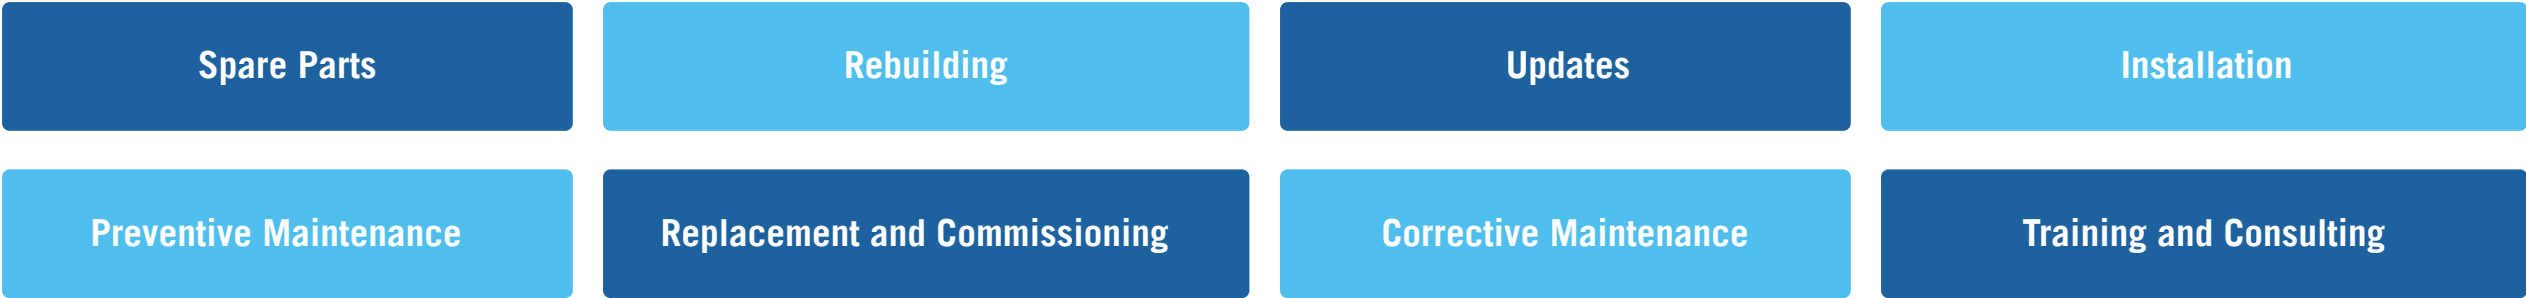 Spare Parts
Rebuilding
Updates
Installation
Preventive Maintenance
Replacement and Commissioning
Corrective Maintenance
Training and Consulting